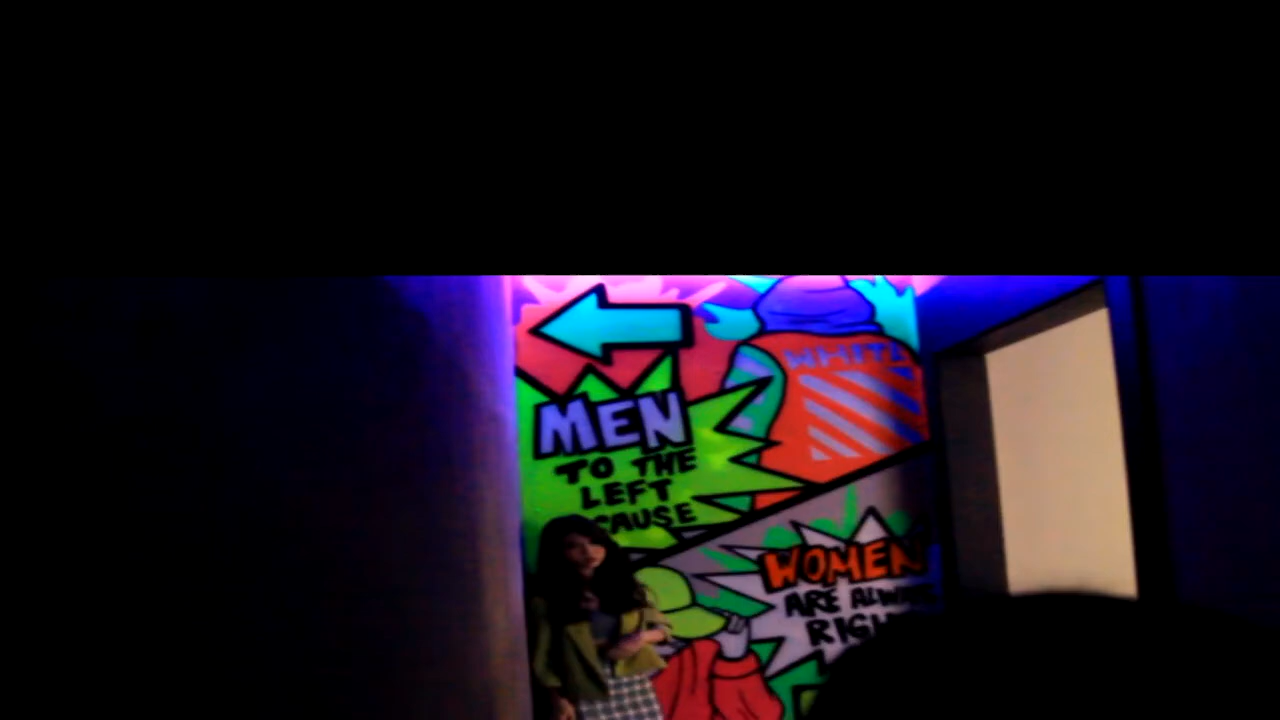 WHITE
MEN
TO THE
LEFT
CAUSE
WOMEN
ARE